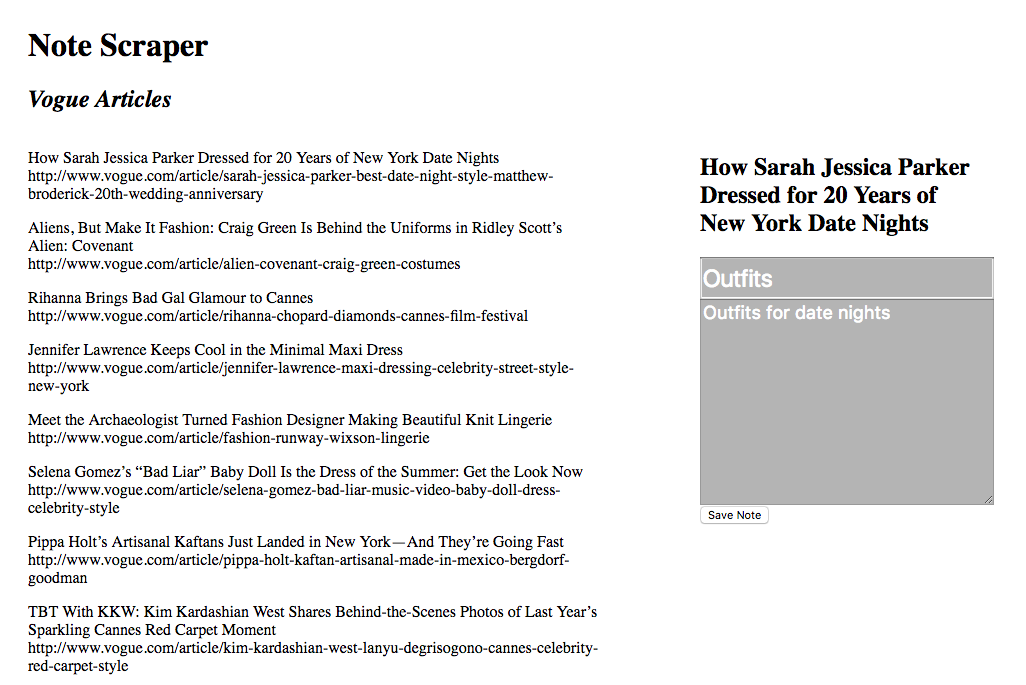 Note Scraper
Vogue Articles
How Sarah Jessica Parker Dressed for 20 Years of New York Date Nights
http://www.vogue.com/article/sarah-jessica-parker-best-date-night-style-matthew-
broderick-20th-wedding-anniversary
Aliens, But Make It Fashion: Craig Green Is Behind the Uniforms in Ridley Scott’s
Alien: Covenant
http://www.vogue.com/article/alien-covenant-craig-green-costumes
Rihanna Brings Bad Gal Glamour to Cannes
http://www.vogue.com/article/rihanna-chopard-diamonds-cannes-film-festival
Jennifer Lawrence Keeps Cool in the Minimal Maxi Dress
http://www.vogue.com/article/jennifer-lawrence-maxi-dressing-celebrity-street-style-
new-york
Meet the Archaeologist Turned Fashion Designer Making Beautiful Knit Lingerie
http://www.vogue.com/article/fashion-runway-wixson-lingerie
Selena Gomez’s “Bad Liar” Baby Doll Is the Dress of the Summer: Get the Look Now
http://www.vogue.com/article/selena-gomez-bad-liar-music-video-baby-doll-dress-
celebrity-style
Pippa Holt’s Artisanal Kaftans Just Landed in New York—And They’re Going Fast
http://www.vogue.com/article/pippa-holt-kaftan-artisanal-made-in-mexico-bergdorf-
goodman
TBT With KKW: Kim Kardashian West Shares Behind-the-Scenes Photos of Last Year’s
Sparkling Cannes Red Carpet Moment
http://www.vogue.com/article/kim-kardashian-west-lanyu-degrisogono-cannes-celebrity-
red-carpet-style
How Sarah Jessica Parker
Dressed for 20 Years of
New York Date Nights
Outfits
Outfits for date nights
Save Note